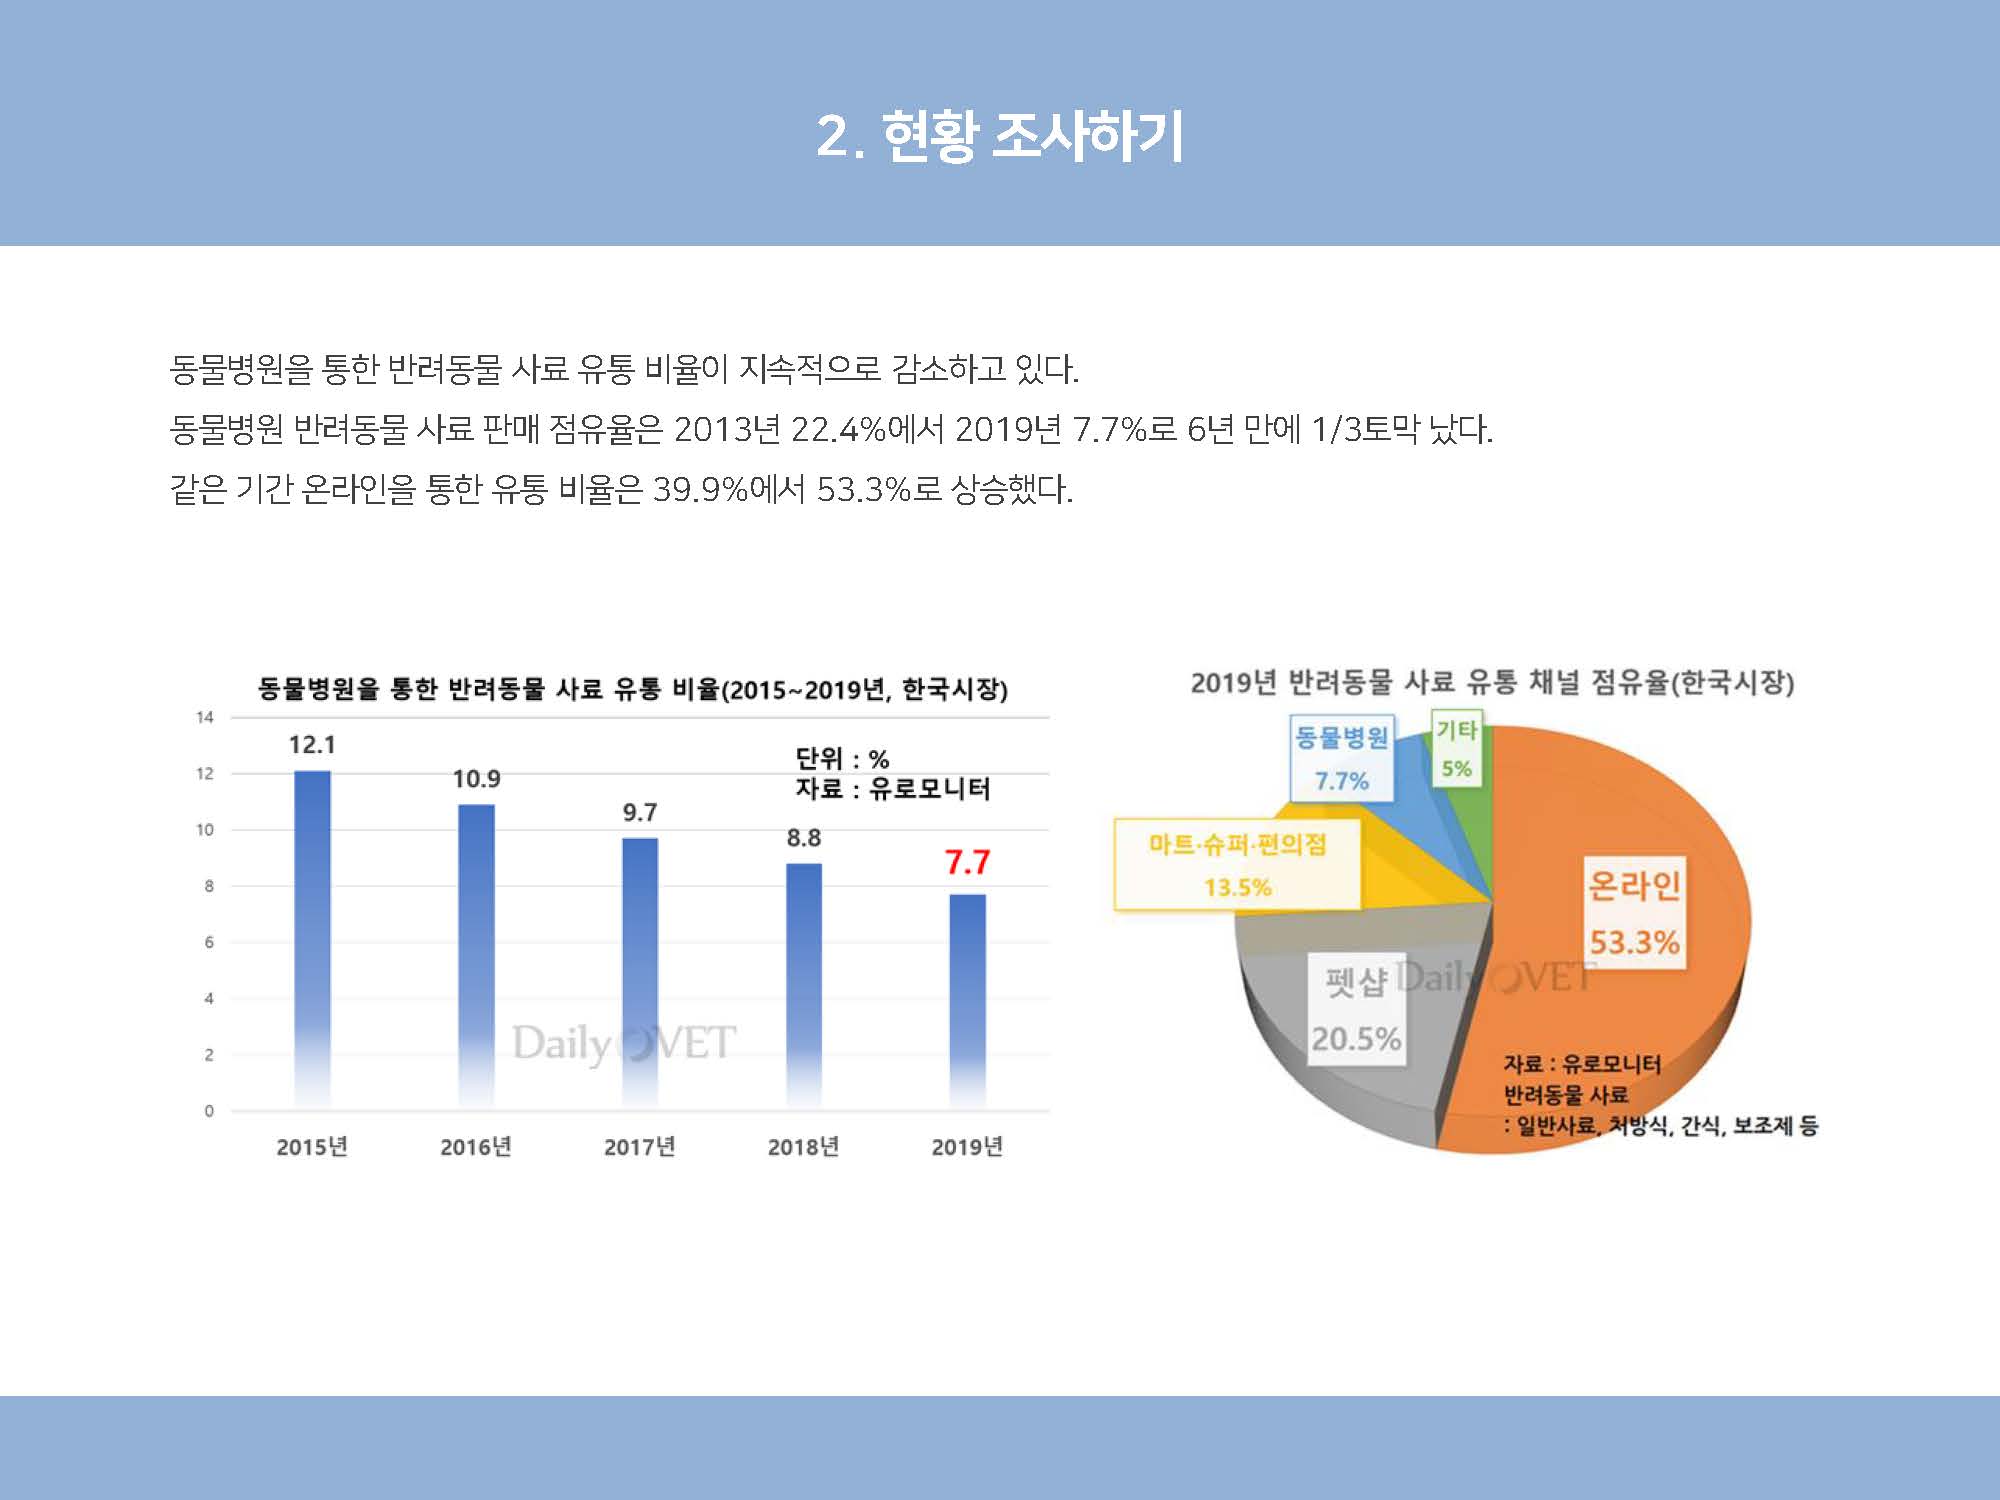 2. 현황 조사하기
동물병원을 통한 반려동물 사료 유통 비율이 지속적으로 감소하고 있다.
동물병원 반려동물 사료 판매 점유율은 2013년 22.4%에서 2019년 7.7%로 6년 만에 1/3토막 났다.
같은 기간 온라인을 통한 유통 비율은 39.9%에서 53.3%로 상승했다.
동물병원을 통한 반려동물 사료 유통 비율(2015~2019년, 한국시장)
단위 : %
자료 : 유로모니터
14
12
10
8
6
4
2
0
12.1
10.9
9.7
8.8
7.7
Daily VET
2015년
2016년
2017년
2018년
2019년
2019년 반려동물 사료 유통 채널 점유율(한국시장)
동물병원
7.7%
기타
5%
마트·슈퍼·편의점
13.5%
온라인
53.3%
펫샵
20.5%
Daily VET
자료 : 유로모니터
반려동물 사료
: 일반사료, 처방식, 간식, 보조제 등